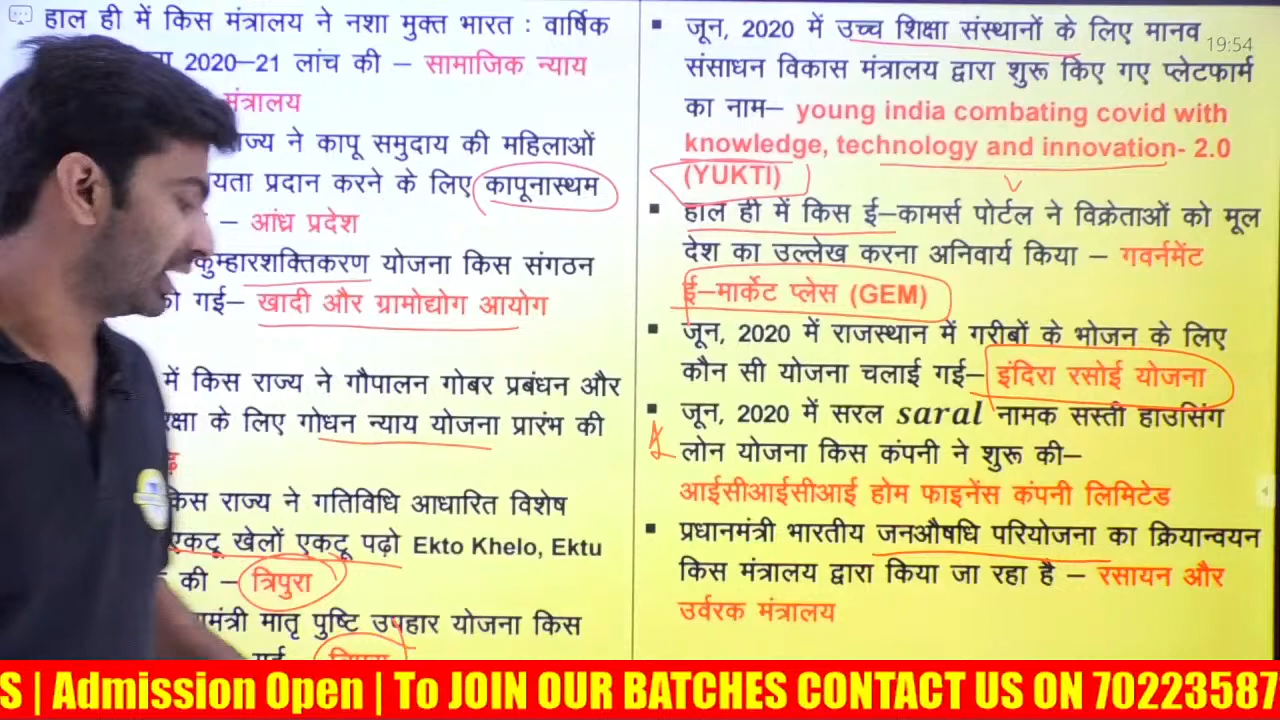 हाल ही में किस मंत्रालय ने नशा मुक्त भारत : वार्षिक
2020–21 लांच की – सामाजिक न्याय
मंत्रालय
राज्य ने कापू समुदाय की महिलाओं
प्रदान करने के लिए कापूनास्थम
– आंध्र प्रदेश
कुम्हारशक्तिकरण योजना किस संगठन
गई– खादी और ग्रामोद्योग आयोग
में किस राज्य ने गौपालन गोबर प्रबंधन और
के लिए गोधन न्याय योजना प्रारंभ की
किस राज्य ने गतिविधि आधारित विशेष
एकटू खेलों एकटू पढ़ो Ekto Khelo, Ektu
की – त्रिपुरा
मातृ पुष्टि उपहार योजना किस
जून, 2020 में उच्च शिक्षा संस्थानों के लिए मानव
19:54
संसाधन विकास मंत्रालय द्वारा शुरू किए गए प्लेटफार्म
का नाम– young india combating covid with
knowledge, technology and innovation- 2.0
(YUKTI)
हाल ही में किस ई–कामर्स पोर्टल ने विक्रेताओं को मूल
देश का उल्लेख करना अनिवार्य किया – गवर्नमेंट
ई–मार्केट प्लेस (GEM)
जून, 2020 में राजस्थान में गरीबों के भोजन के लिए
कौन सी योजना चलाई गई– इंदिरा रसोई योजना
जून, 2020 में सरल saral नामक सस्ती हाउसिंग
लोन योजना किस कंपनी ने शुरू की–
आईसीआईसीआई होम फाइनेंस कंपनी लिमिटेड
प्रधानमंत्री भारतीय जनऔषधि परियोजना का क्रियान्वयन
किस मंत्रालय द्वारा किया जा रहा है – रसायन और
उर्वरक मंत्रालय
S | Admission Open | To JOIN OUR BATCHES CONTACT US ON 70223587